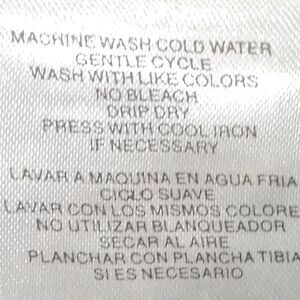 MACHINE WASH COLD WATER
GENTLE CYCLE
WASH WITH LIKE COLORS
NO BLEACH
DRIP DRY
PRESS WITH COOL IRON
IF NECESSARY
LAVAR A MAQUINA EN AGUA FRIA
CICLO SUAVE
LAVAR CON LOS MISMOS COLORE
NO UTILIZAR BLANQUEADOR
SECAR AL AIRE
PLANCHAR CON PLANCHA TIBIA
SI ES NECESARIO